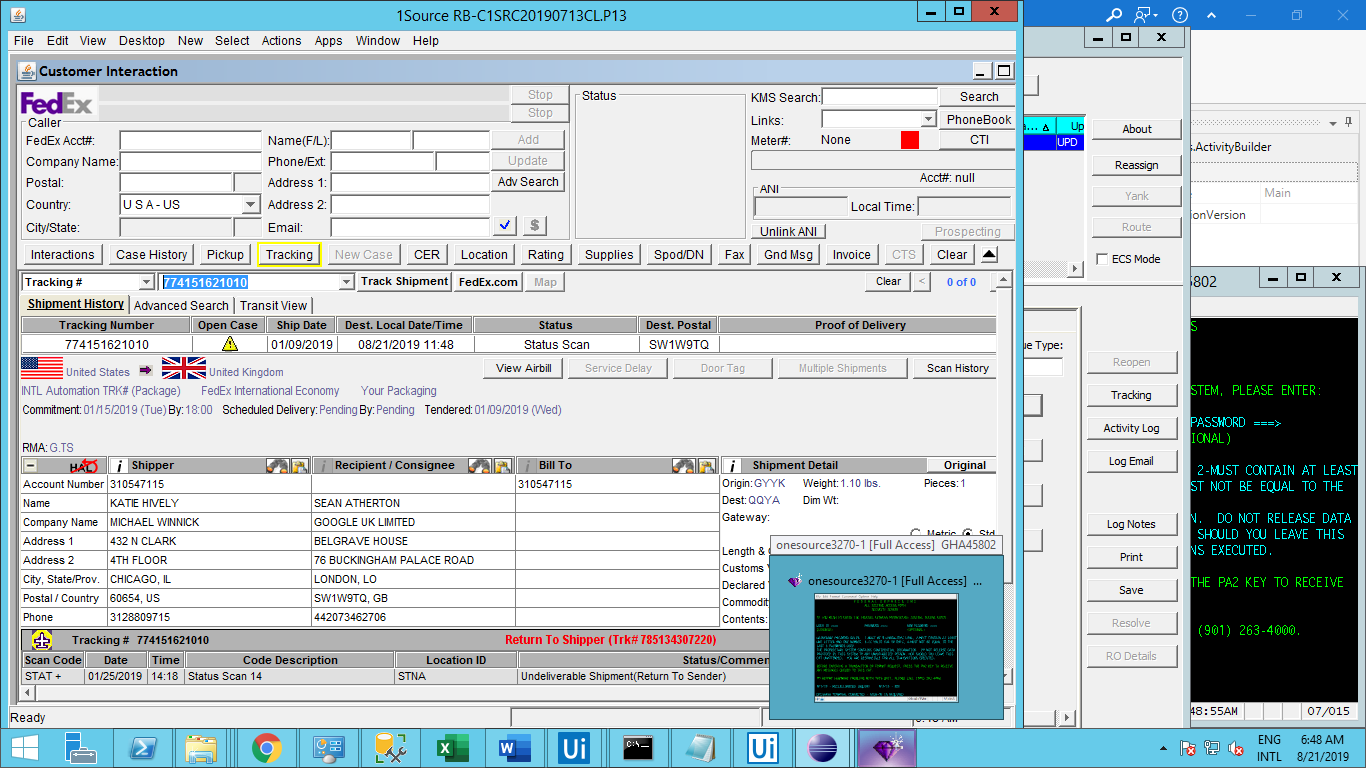 1Source RB-C1SRC20190713CL.P13
File Edit View Desktop New Select Actions Apps Window Help
Customer Interaction
FedEx
Stop
Stop
Caller
FedEx Acct#: Name(F/L): Add
Company Name: Phone/Ext: Update
Postal: Address 1: Adv Search
Country: U S A - US Address 2:
City/State: Email: $
Status
KMS Search: Search
Links: PhoneBook
Meter#: None CTI
Acct#: null
ANI
Local Time:
Unlink ANI Prospecting
Interactions Case History Pickup Tracking New Case CER Location Rating Supplies Spod/DN Fax Gnd Msg Invoice CTS Clear
Tracking # 774151621010 Track Shipment FedEx.com Map Clear < 0 of 0
Shipment History Advanced Search Transit View
Tracking Number Open Case Ship Date Dest. Local Date/Time Status Dest. Postal Proof of Delivery
774151621010 01/09/2019 08/21/2019 11:48 Status Scan SW1W9TQ
United States United Kingdom View Airbill Service Delay Door Tag Multiple Shipments Scan History
INTL Automation TRK# (Package) FedEx International Economy Your Packaging
Commitment: 01/15/2019 (Tue) By: 18:00 Scheduled Delivery: Pending By: Pending Tendered: 01/09/2019 (Wed)
RMA: G.TS
HAL Shipper Recipient / Consignee Bill To Shipment Detail Original
Account Number 310547115 310547115 Origin: GYYK Weight: 1.10 lbs. Pieces: 1
Name KATIE HIVELY SEAN ATHERTON Dest: QQYA Dim Wt:
Company Name MICHAEL WINNICK GOOGLE UK LIMITED Gateway:
Address 1 432 N CLARK BELGRAVE HOUSE Metric Std
Address 2 4TH FLOOR 76 BUCKINGHAM PALACE ROAD Length &
City, State/Prov. CHICAGO, IL LONDON, LO Customs V
Postal / Country 60654, US SW1W9TQ, GB Declared
Phone 3128809715 442073462706 Commodity
Contents:
Tracking # 774151621010 Return To Shipper (Trk# 785134307220)
Scan Code Date Time Code Description Location ID Status/Commen
STAT + 01/25/2019 14:18 Status Scan 14 STNA Undeliverable Shipment(Return To Sender)
Ready
onesource3270-1 [Full Access] GHA45802
onesource3270-1 [Full Access] ...
a... Up
UPD
About
Reassign
Yank
Route
ECS Mode
ue Type:
Reopen
Tracking
Activity Log
Log Email
Log Notes
Print
Save
Resolve
RO Details
s.ActivityBuilder
Main
ionVersion
5802
S
STEM, PLEASE ENTER:
PASSWORD ===>
IONAL)
2-MUST CONTAIN AT LEAST
ST NOT BE EQUAL TO THE
N. DO NOT RELEASE DATA
SHOULD YOU LEAVE THIS
NS EXECUTED.
THE PA2 KEY TO RECEIVE
(901) 263-4000.
48:55AM 07/015
ENG
INTL
6:48 AM
8/21/2019